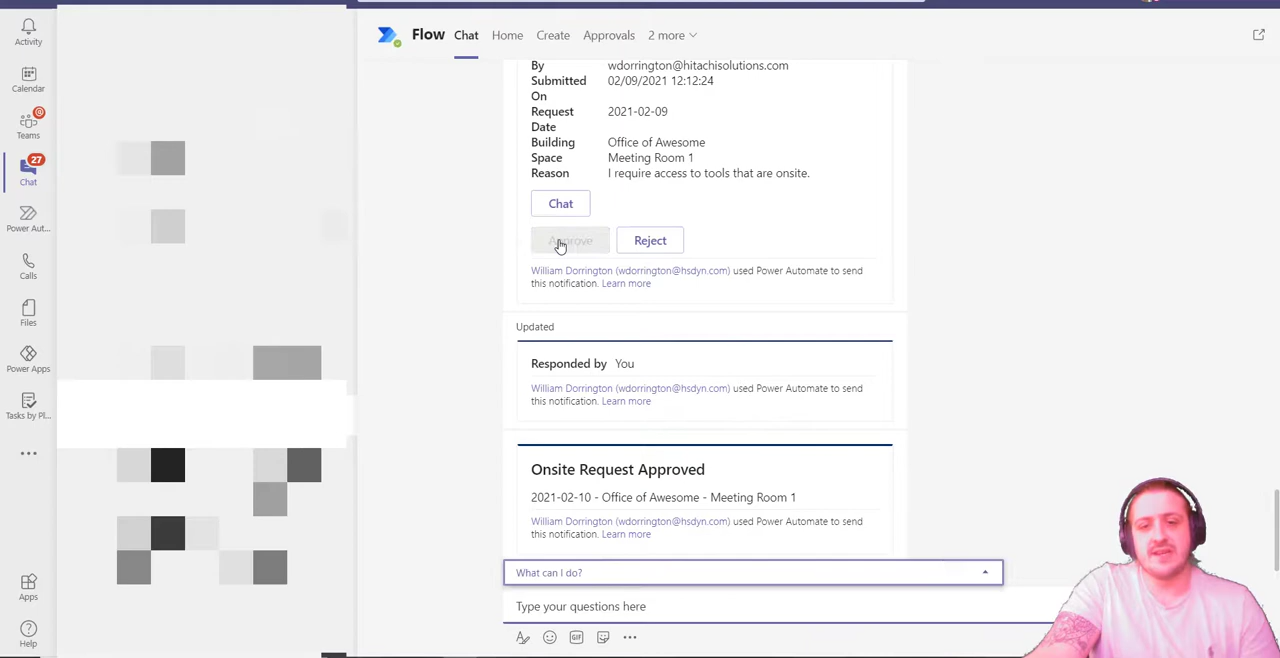 Flow Chat Home Create Approvals 2 more
Activity
Calendar
@
Teams
27
Chat
Power Aut...
Calls
Files
Power Apps
Tasks by Pl...
Apps
Help
By wdorrington@hitachisolutions.com
Submitted 02/09/2021 12:12:24
On
Request 2021-02-09
Date
Building Office of Awesome
Space Meeting Room 1
Reason I require access to tools that are onsite.
Chat
Approve Reject
William Dorrington (wdorrington@hsdyn.com) used Power Automate to send
this notification. Learn more
Updated
Responded by You
William Dorrington (wdorrington@hsdyn.com) used Power Automate to send
this notification. Learn more
Onsite Request Approved
2021-02-10 - Office of Awesome - Meeting Room 1
William Dorrington (wdorrington@hsdyn.com) used Power Automate to send
this notification. Learn more
What can I do?
Type your questions here
GIF